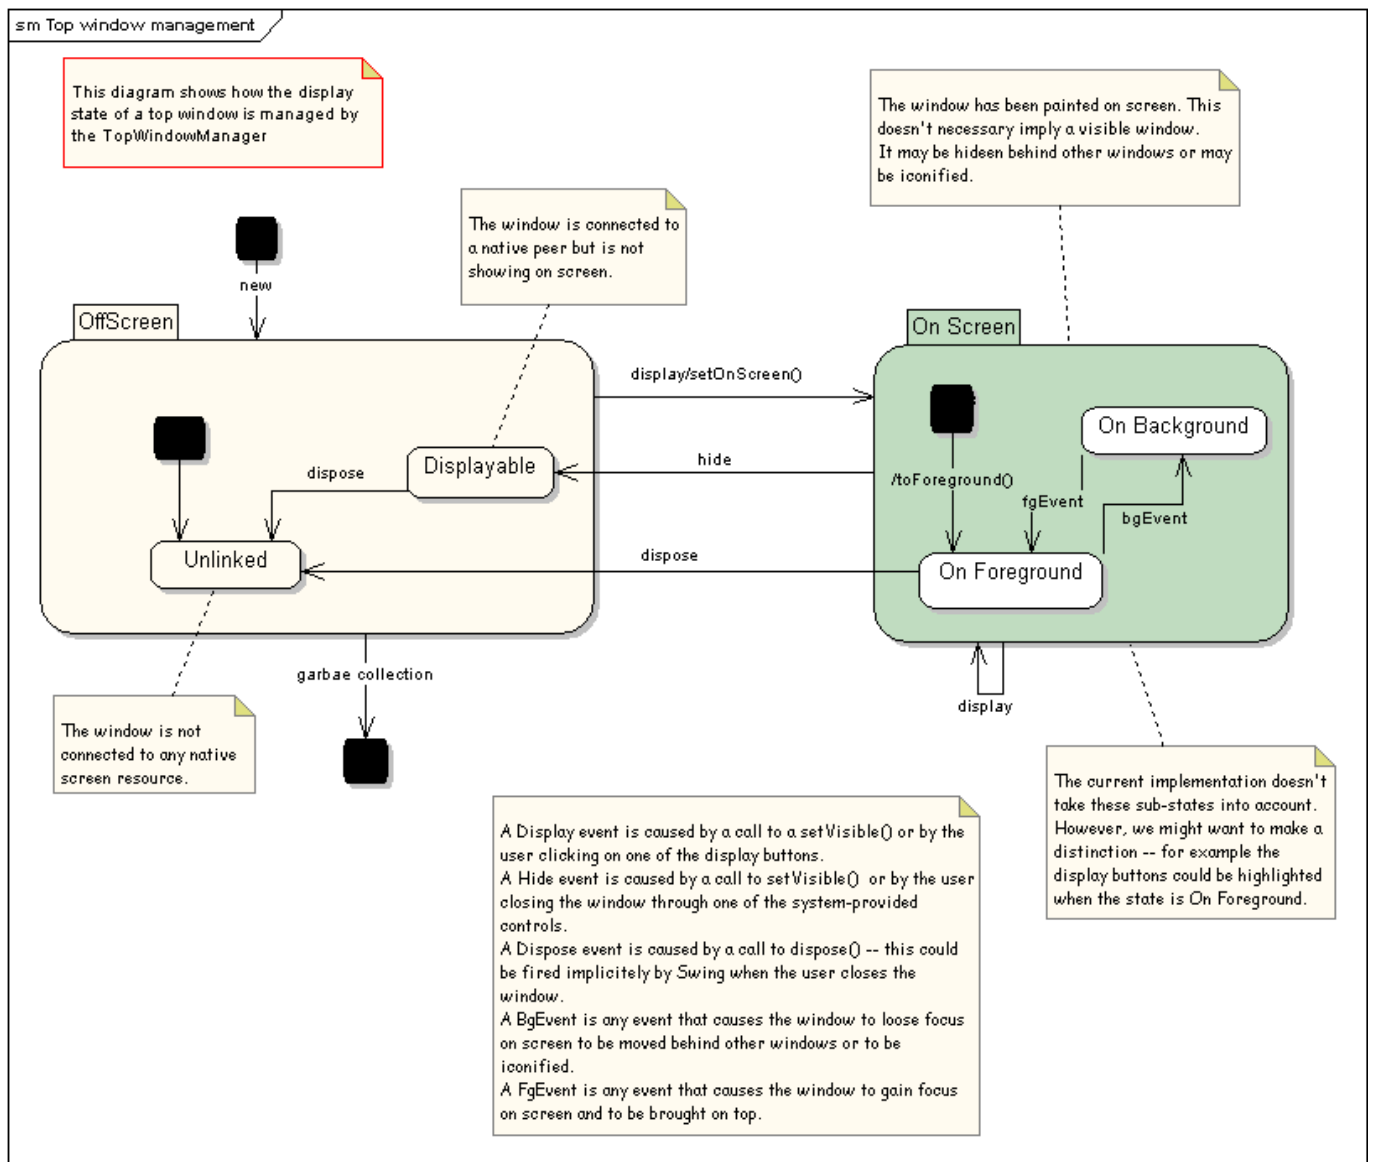 sm Top window management
This diagram shows how the display
state of a top window is managed by
the TopWindowManager
The window has been painted on screen. This
doesn't necessary imply a visible window.
It may be hideen behind other windows or may
be iconified.
The window is connected to
a native peer but is not
showing on screen.
new
OffScreen
On Screen
display/setOnScreen()
On Background
Displayable
hide
dispose
/toForeground()
fgEvent
bgEvent
Unlinked
dispose
On Foreground
garbae collection
display
The window is not
connected to any native
screen resource.
The current implementation doesn't
take these sub-states into account.
However, we might want to make a
distinction -- for example the
display buttons could be highlighted
when the state is On Foreground.
A Display event is caused by a call to a setVisible() or by the
user clicking on one of the display buttons.
A Hide event is caused by a call to setVisible() or by the user
closing the window through one of the system-provided
controls.
A Dispose event is caused by a call to dispose() -- this could
be fired implicitely by Swing when the user closes the
window.
A BgEvent is any event that causes the window to loose focus
on screen to be moved behind other windows or to be
iconified.
A FgEvent is any event that causes the window to gain focus
on screen and to be brought on top.